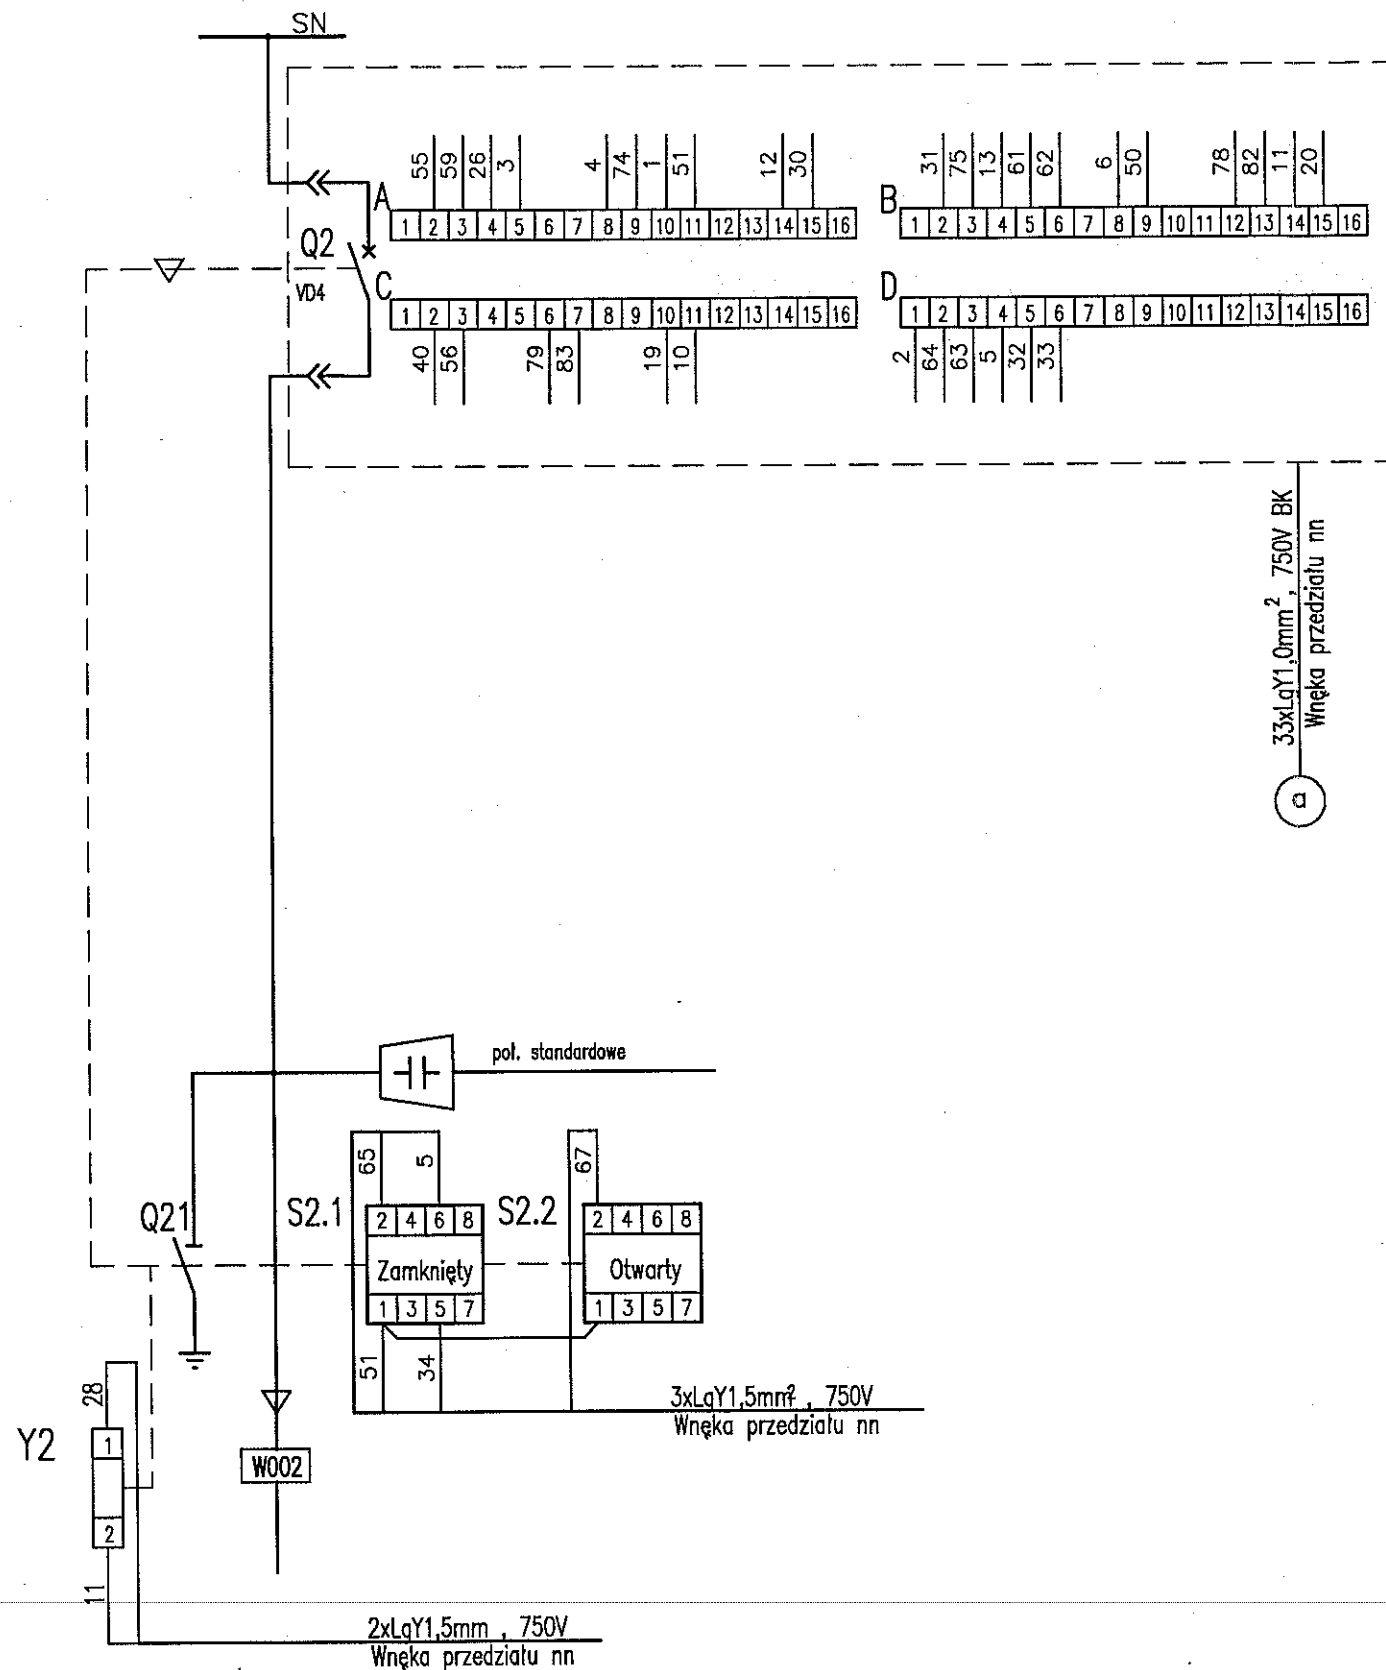 SN
55 59 26 3 4 74 1 51 12 30
31 75 13 61 62 6 50 78 82 11 20
A
1 2 3 4 5 6 7 8 9 10 11 12 13 14 15 16
B
1 2 3 4 5 6 7 8 9 10 11 12 13 14 15 16
Q2
VD4
C
1 2 3 4 5 6 7 8 9 10 11 12 13 14 15 16
D
1 2 3 4 5 6 7 8 9 10 11 12 13 14 15 16
40 56 79 83 19 10
2 64 63 5 32 33
33xLqY1,0mm², 750V BK
Wnęka przedziału nn
a
poł. standardowe
65 5
67
Q21
S2.1
2 4 6 8
Zamknięty
1 3 5 7
S2.2
2 4 6 8
Otwarty
1 3 5 7
51 34
3xLqY1,5mm², 750V
Wnęka przedziału nn
28
Y2
1
2
W002
11
2xLqY1,5mm , 750V
Wnęka przedziału nn